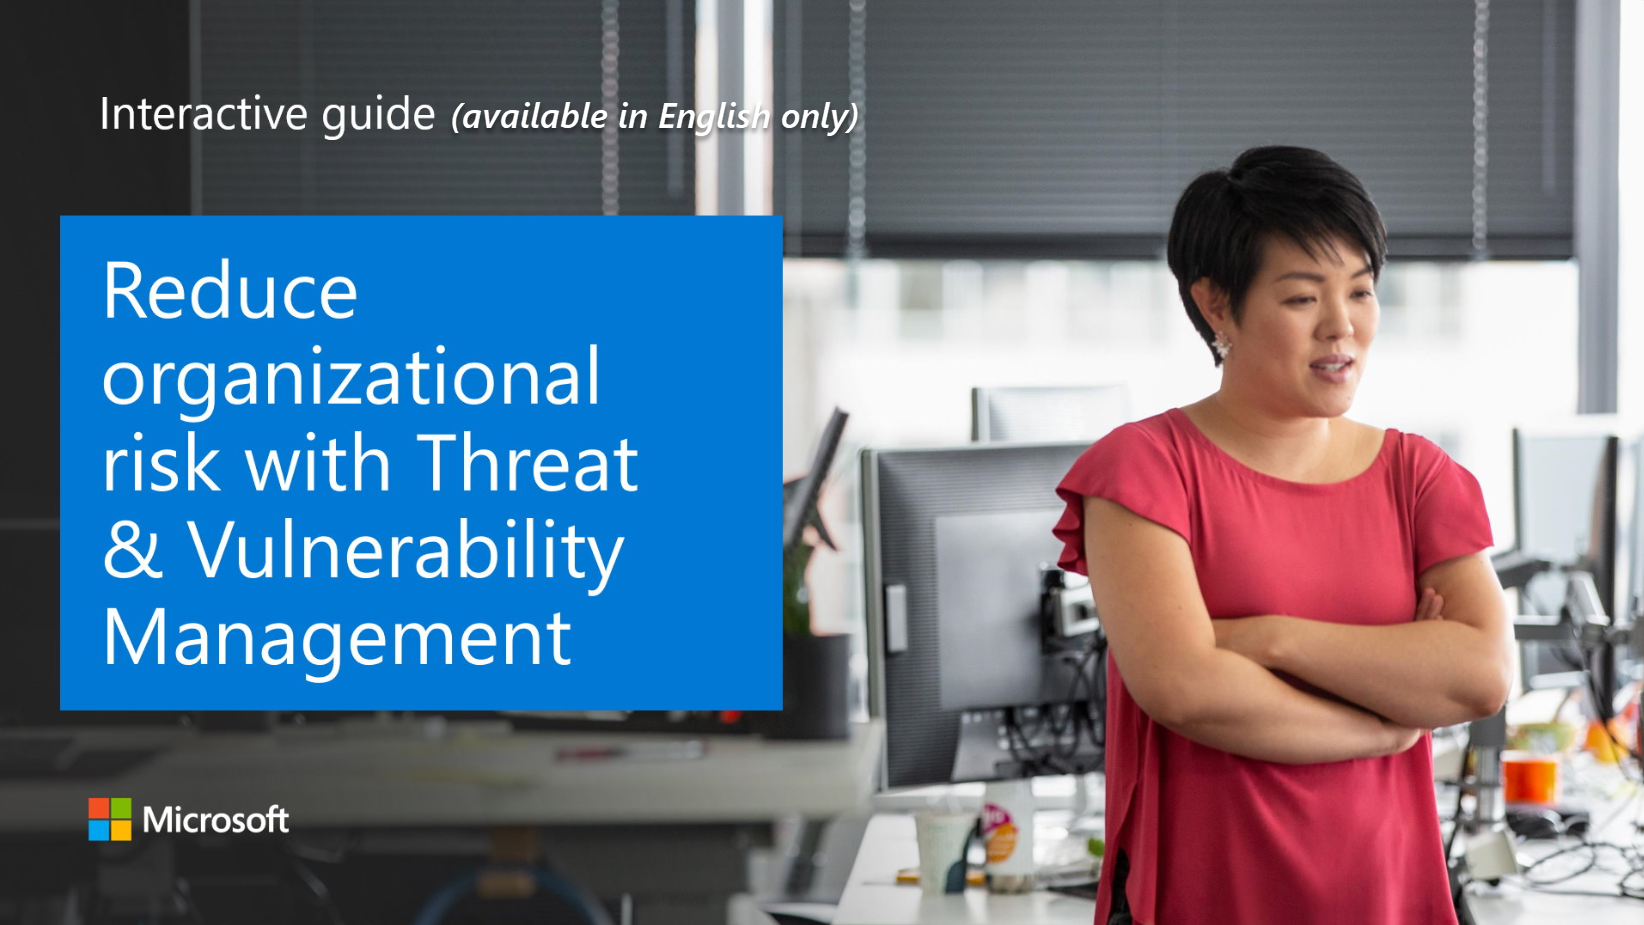 Interactive guide (available in English only)
Reduce
organizational
risk with Threat
& Vulnerability
Management
Microsoft